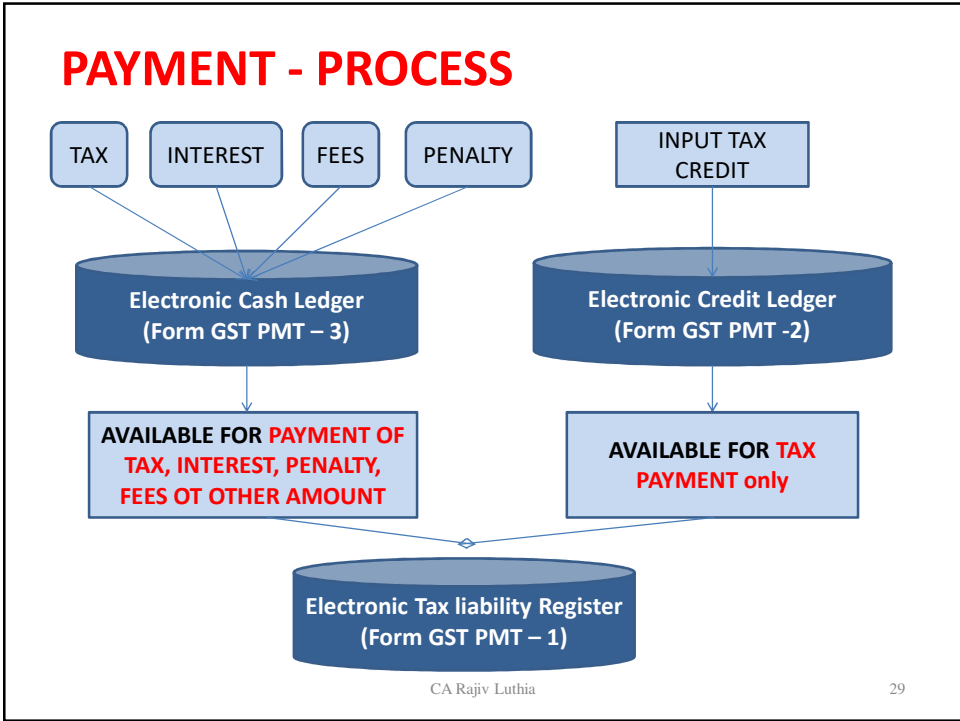 PAYMENT - PROCESS
TAX
INTEREST
FEES
PENALTY
INPUT TAX
CREDIT
Electronic Cash Ledger
(Form GST PMT – 3)
Electronic Credit Ledger
(Form GST PMT -2)
AVAILABLE FOR PAYMENT OF
TAX, INTEREST, PENALTY,
FEES OT OTHER AMOUNT
AVAILABLE FOR TAX
PAYMENT only
Electronic Tax liability Register
(Form GST PMT – 1)
CA Rajiv Luthia
29